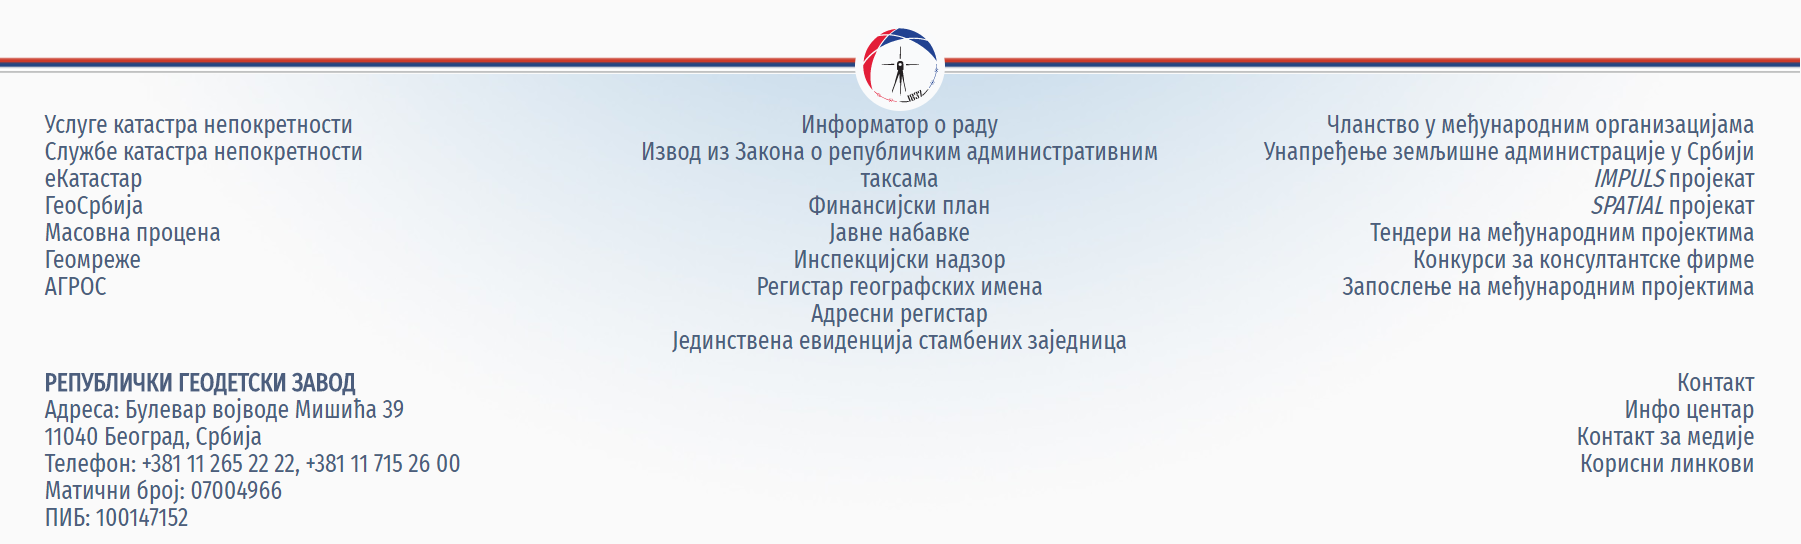 Услуге катастра непокретности
Службе катастра непокретности
еКатастар
ГеоСрбија
Масовна процена
Геомреже
АГРОС
Информатор о раду
Извод из Закона о републичким административним
таксама
Финансијски план
Јавне набавке
Инспекцијски надзор
Регистар географских имена
Адресни регистар
Јединствена евиденција стамбених заједница
Чланство у међународним организацијама
Унапређење земљишне администрације у Србији
IMPULS пројекат
SPATIAL пројекат
Тендери на међународним пројектима
Конкурси за консултантске фирме
Запослење на међународним пројектима
РЕПУБЛИЧКИ ГЕОДЕТСКИ ЗАВОД
Адреса: Булевар војводе Мишића 39
11040 Београд, Србија
Телефон: +381 11 265 22 22, +381 11 715 26 00
Матични број: 07004966
ПИБ: 100147152
Контакт
Инфо центар
Контакт за медије
Корисни линкови